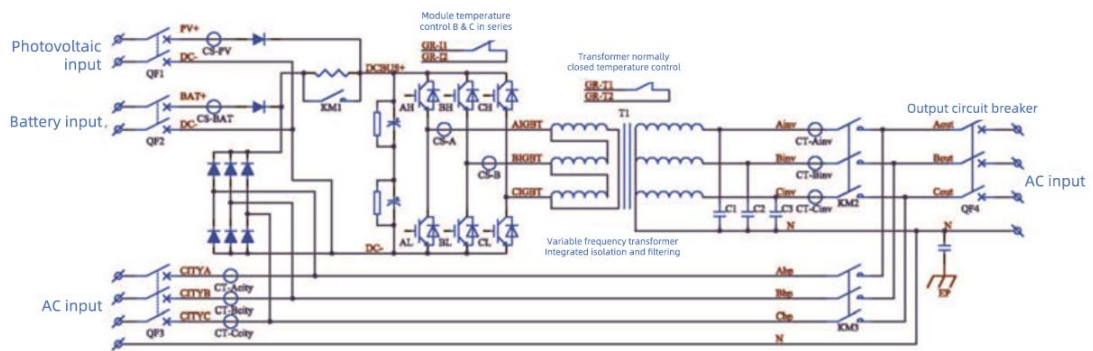 Module temperature
control B & C in series
GR-I1
GR-I2
Photovoltaic
input
PV+
CS-PV
DC-
QF1
Transformer normally
closed temperature control
GR-T1
GR-T2
DCBUS+
KM1
Battery input,
BAT+
CS-BAT
DC-
QF2
AH
BH
CH
CS-A
CS-B
AIGBT
BIGBT
CIGBT
T1
Output circuit breaker
Ainv
CT-Ainv
Aout
Binv
CT-Binv
Bout
Cinv
CT-Cinv
Cout
C1
C2
C3
KM2
QF4
AC input
N
N
AL
BL
CL
DC-
Variable frequency transformer
Integrated isolation and filtering
EP
AC input
CITYA
CT-Acity
CITYB
CT-Bcity
CITYC
CT-Ccity
QF3
Abp
Bbp
Cbp
KM3
N